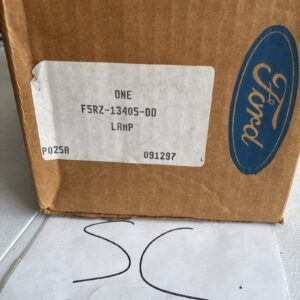 ONE
F5RZ-13405-DD
LAMP
P025A 091297 L
Ford
SC